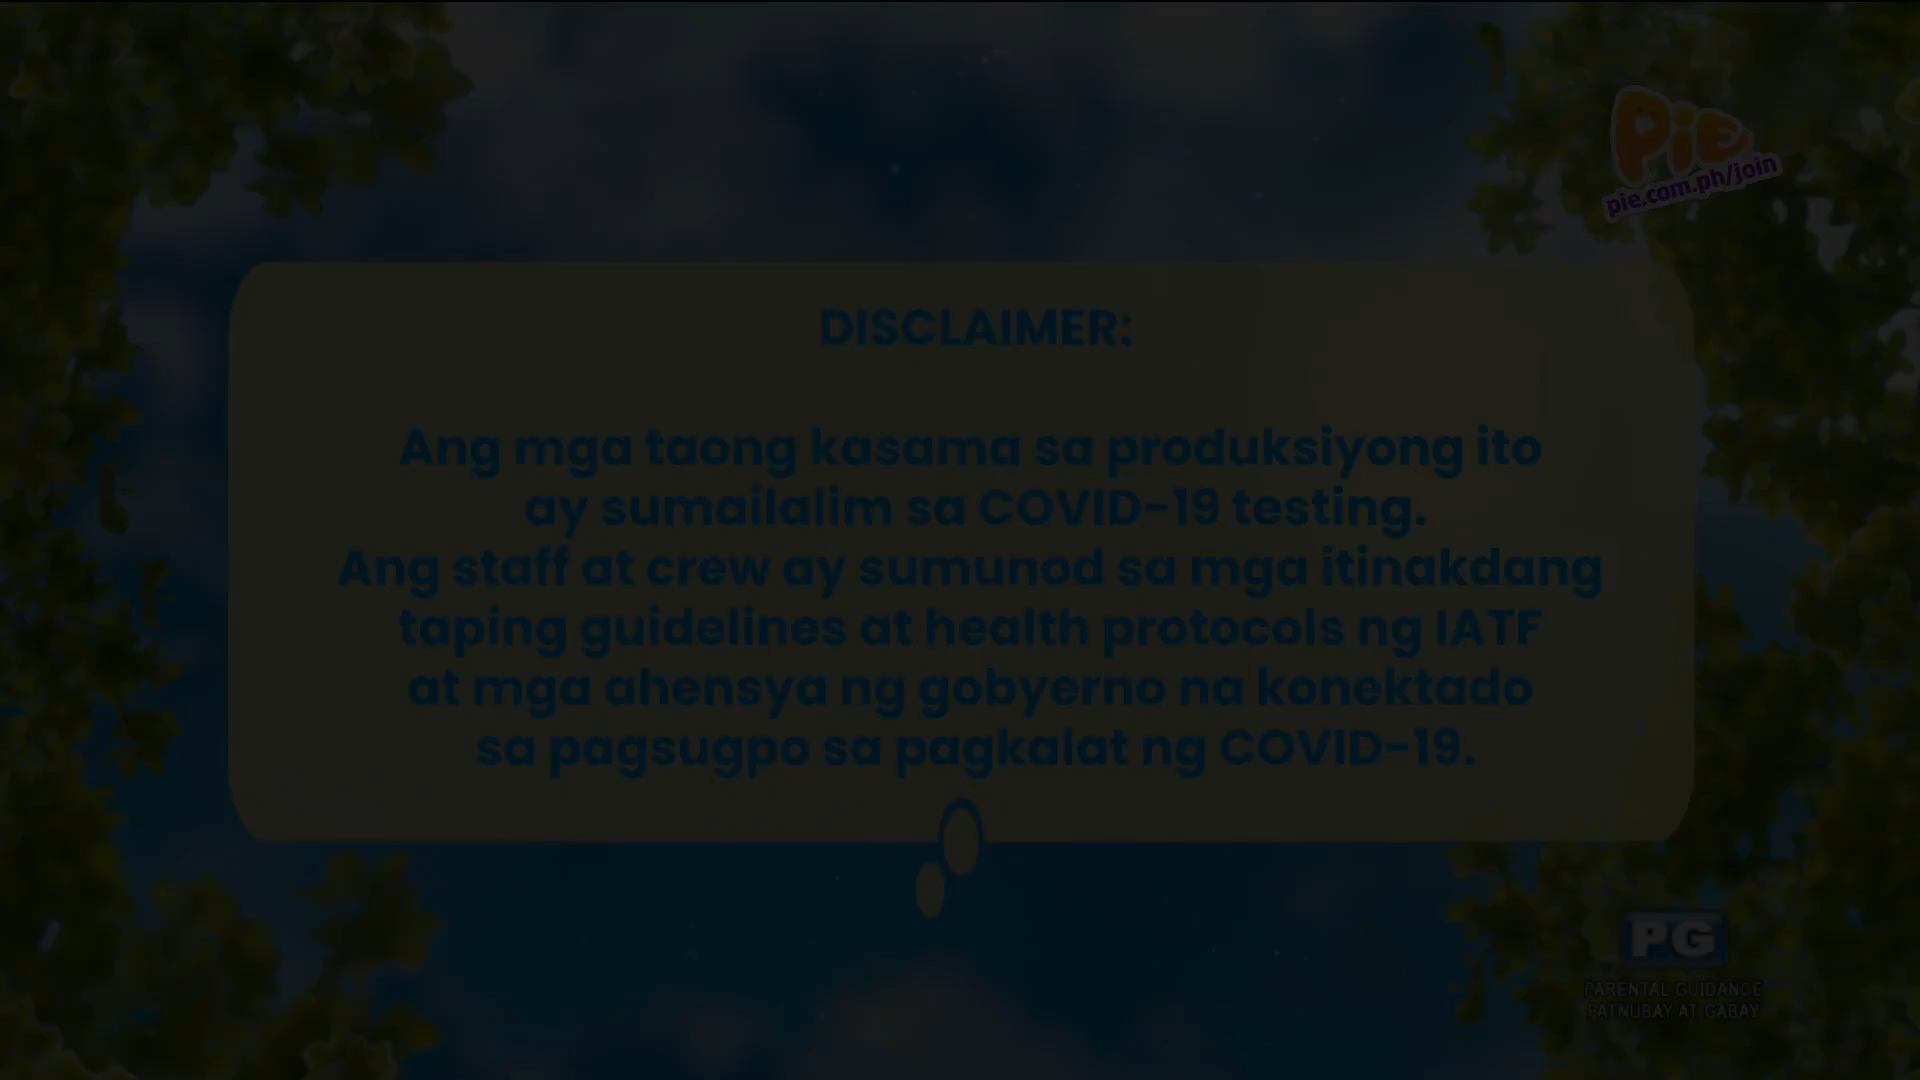 Pie
pie.com.ph/join
DISCLAIMER:
Ang mga taong kasama sa produksiyong ito
ay sumailalim sa COVID-19 testing.
Ang staff at crew ay sumunod sa mga itinakdang
taping guidelines at health protocols ng IATF
at mga ahensya ng gobyerno na konektado
sa pagsugpo sa pagkalat ng COVID-19.
PG
PARENTAL GUIDANCE
PATNUBAY AT GABAY